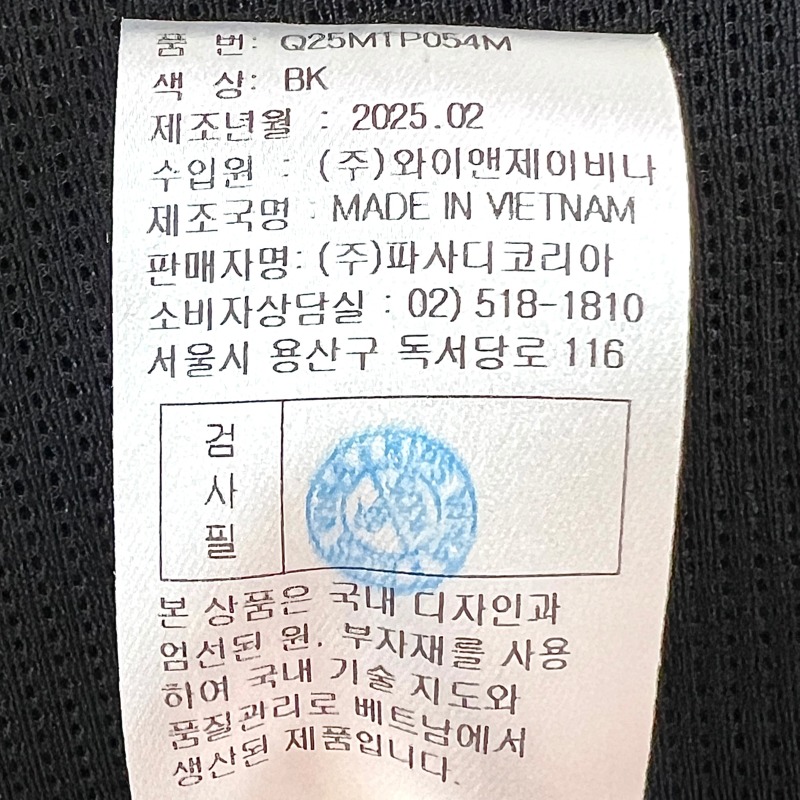 품 번: Q25M1P054M
색 상: BK
제조년월 : 2025.02
수입원 : (주)와이앤제이비나
제조국명 : MADE IN VIETNAM
판매자명: (주)파사디코리아
소비자상담실 : 02) 518-1810
서울시 용산구 독서당로 116
검
사
필
본 상품은 국내 디자인과
엄선된 원, 부자재를 사용
하여 국내 기술 지도와
품질관리로 베트남에서
생산된 제품입니다.